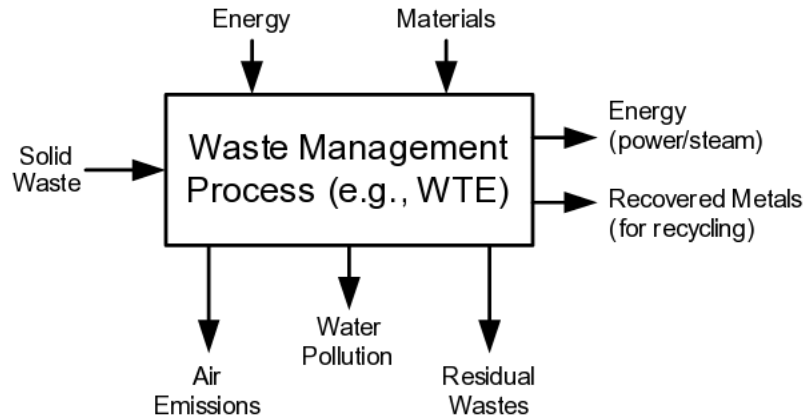 Energy
Materials
Solid
Waste
Waste Management
Process (e.g., WTE)
Energy
(power/steam)
Recovered Metals
(for recycling)
Air
Emissions
Water
Pollution
Residual
Wastes